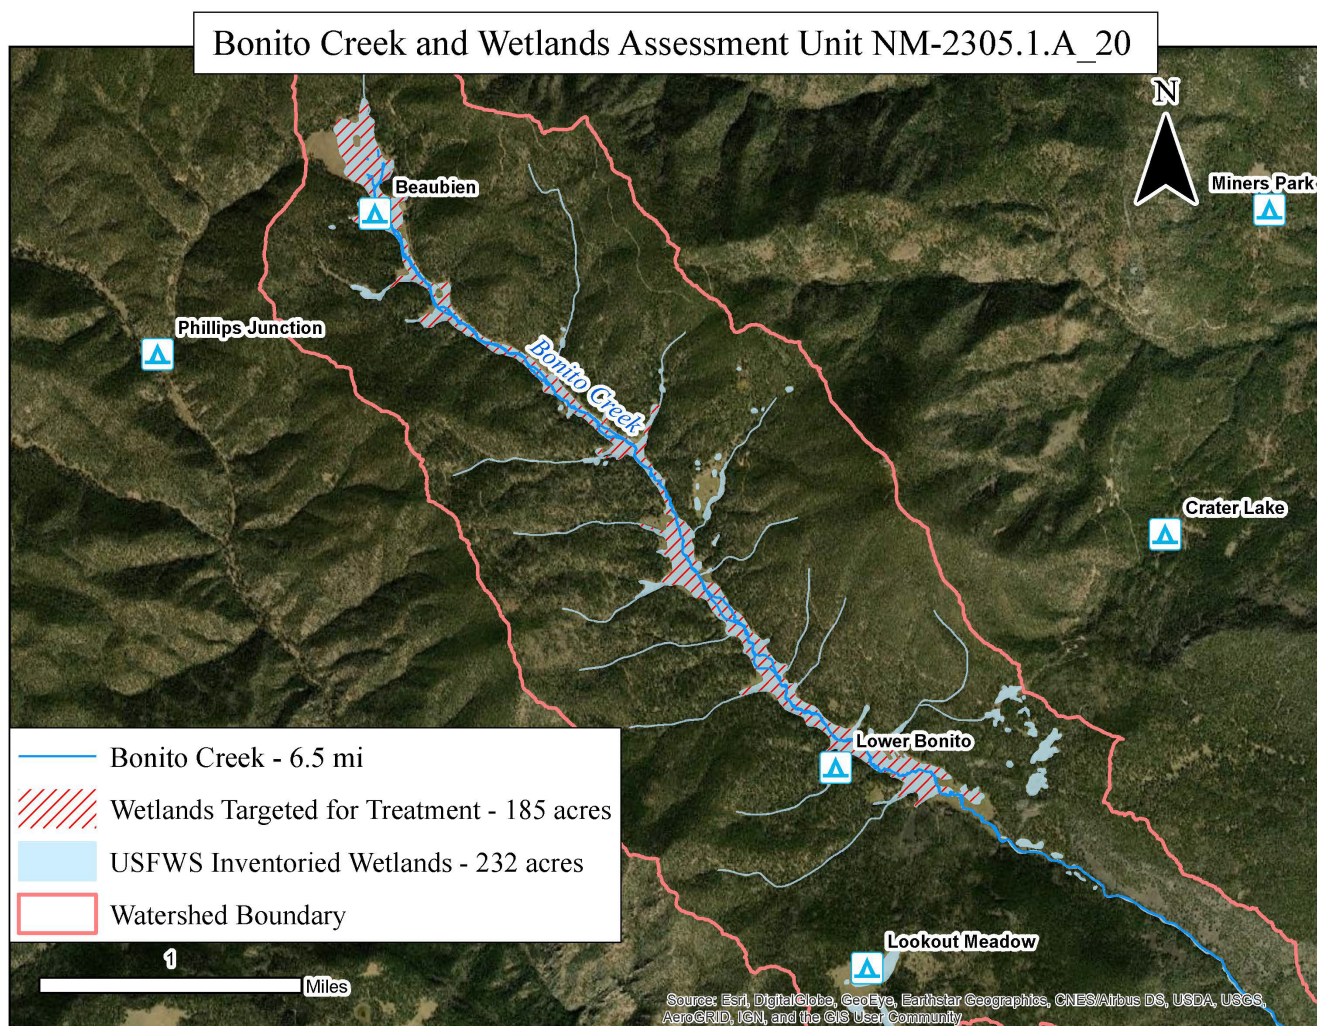 Bonito Creek and Wetlands Assessment Unit NM-2305.1.A_20
N
Miners Park
Beaubien
Phillips Junction
Bonito Creek
Crater Lake
Lower Bonito
Bonito Creek - 6.5 mi
Wetlands Targeted for Treatment - 185 acres
USFWS Inventoried Wetlands - 232 acres
Watershed Boundary
Lookout Meadow
1
Miles
Source: Esri, DigitalGlobe, GeoEye, Earthstar Geographics, CNES/Airbus DS, USDA, USGS,
AeroGRID, IGN, and the GIS User Community